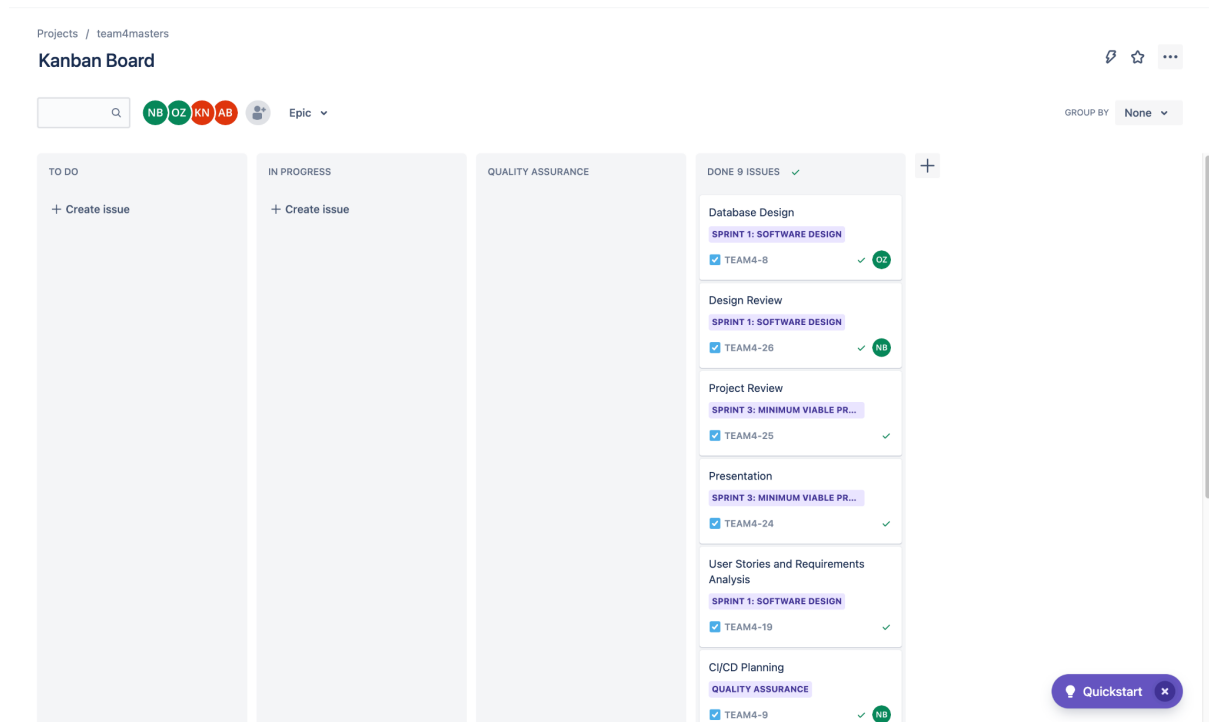 Projects / team4masters
Kanban Board
NB OZ KN AB Epic
GROUP BY None
TO DO
+ Create issue
IN PROGRESS
+ Create issue
QUALITY ASSURANCE
DONE 9 ISSUES
Database Design
SPRINT 1: SOFTWARE DESIGN
TEAM4-8 OZ
Design Review
SPRINT 1: SOFTWARE DESIGN
TEAM4-26 NB
Project Review
SPRINT 3: MINIMUM VIABLE PR...
TEAM4-25
Presentation
SPRINT 3: MINIMUM VIABLE PR...
TEAM4-24
User Stories and Requirements
Analysis
SPRINT 1: SOFTWARE DESIGN
TEAM4-19
CI/CD Planning
QUALITY ASSURANCE
TEAM4-9 NB
Quickstart